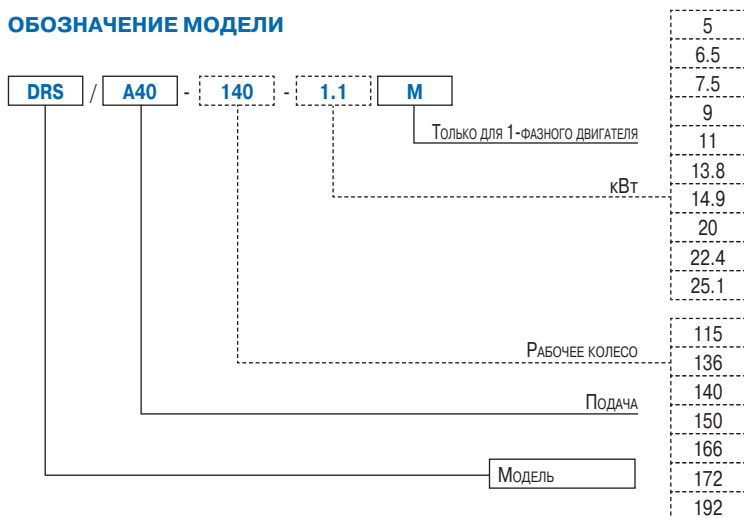 ОБОЗНАЧЕНИЕ МОДЕЛИ
DRS / A40 - 140 - 1.1 M
Только для 1-фазного двигателя
кВт
5
6.5
7.5
9
11
13.8
14.9
20
22.4
25.1
Рабочее колесо
115
136
140
150
166
172
192
Подача
Модель